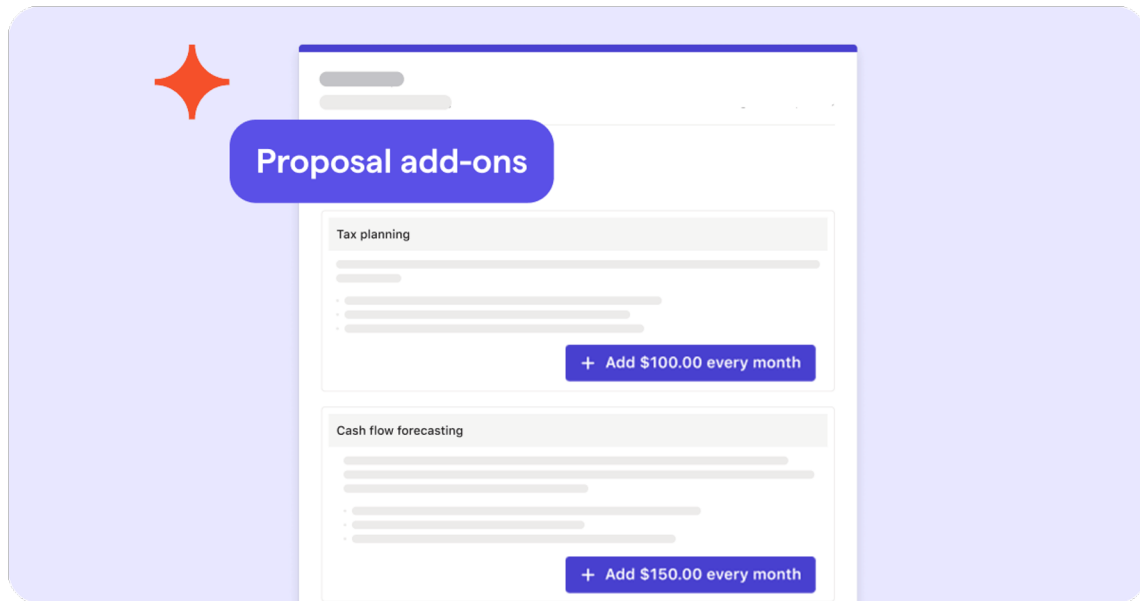 Proposal add-ons
Tax planning
+ Add $100.00 every month
Cash flow forecasting
+ Add $150.00 every month